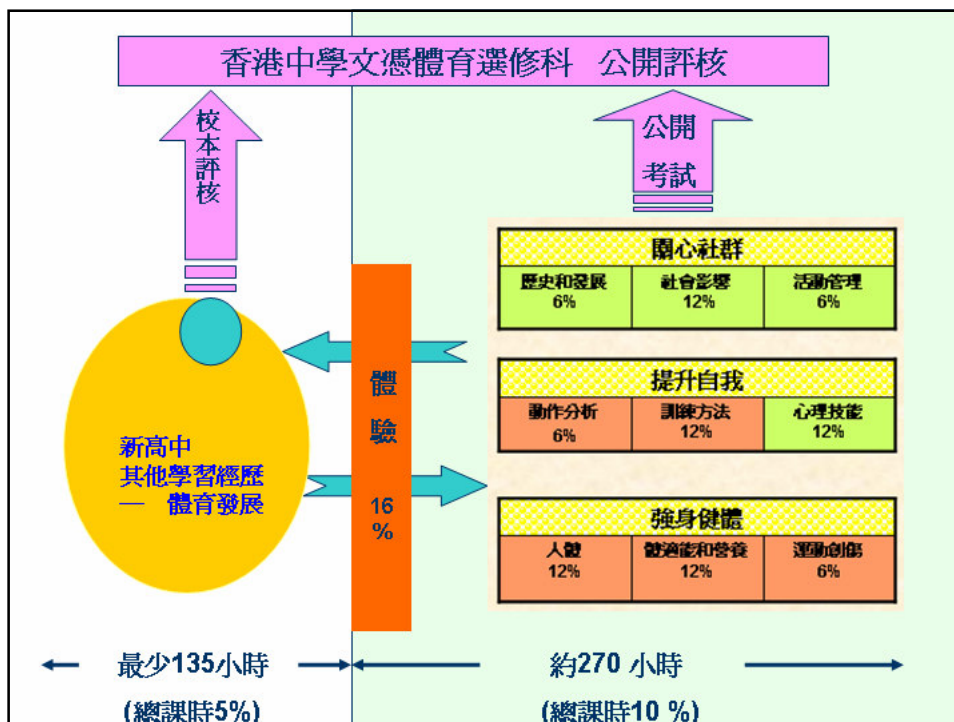 香港中學文憑體育選修科 公開評核
校本評核
公開
考試
關心社群
歷史和發展
6%
社會影響
12%
活動管理
6%
體
驗
16
%
提升自我
動作分析
6%
訓練方法
12%
心理技能
12%
新高中
其他學習經歷
— 體育發展
強身健體
人體
12%
體適能和營養
12%
運動創傷
6%
最少135小時
(總課時5%)
約270 小時
(總課時10 %)